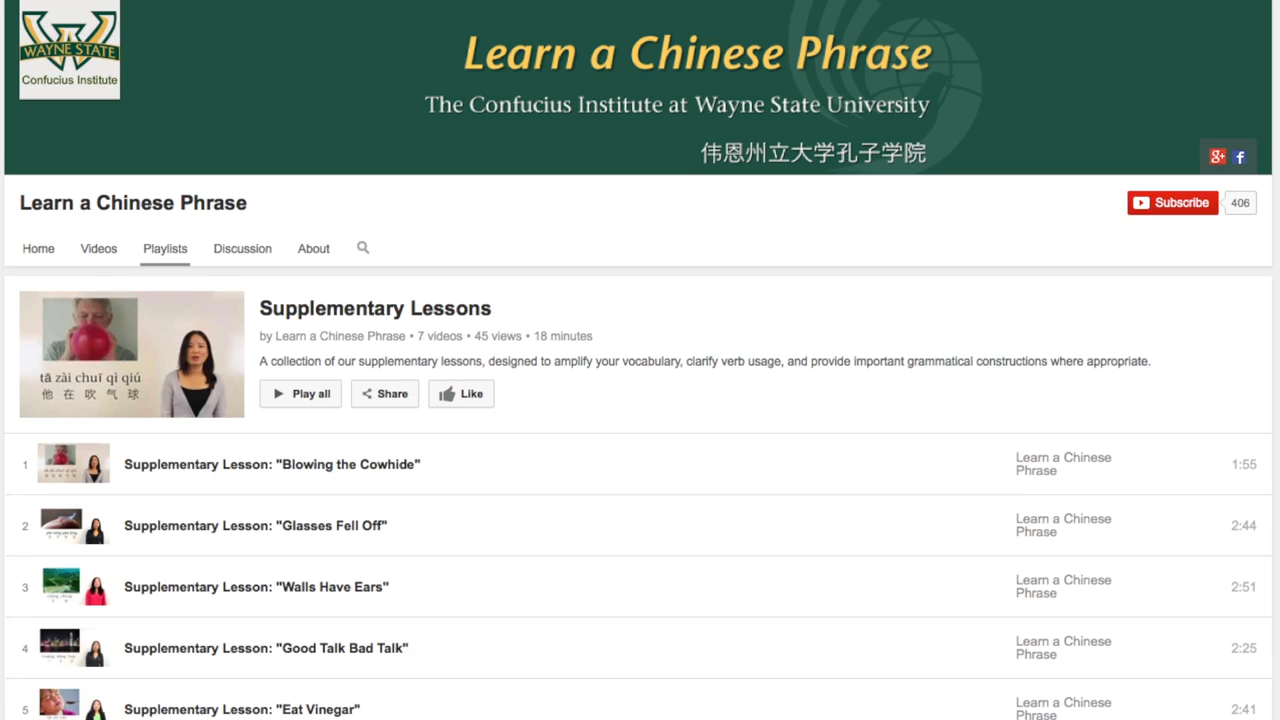 WAYNE STATE
Confucius Institute
Learn a Chinese Phrase
The Confucius Institute at Wayne State University
伟恩州立大学孔子学院
Learn a Chinese Phrase
Subscribe 406
Home Videos Playlists Discussion About
tā zài chuī qì qiú
他 在 吹 气 球
Supplementary Lessons
by Learn a Chinese Phrase • 7 videos • 45 views • 18 minutes
A collection of our supplementary lessons, designed to amplify your vocabulary, clarify verb usage, and provide important grammatical constructions where appropriate.
Play all Share Like
1 Supplementary Lesson: "Blowing the Cowhide" Learn a Chinese
Phrase 1:55
2 Supplementary Lesson: "Glasses Fell Off" Learn a Chinese
Phrase 2:44
3 Supplementary Lesson: "Walls Have Ears" Learn a Chinese
Phrase 2:51
4 Supplementary Lesson: "Good Talk Bad Talk" Learn a Chinese
Phrase 2:25
5 Supplementary Lesson: "Eat Vinegar" Learn a Chinese
Phrase 2:41